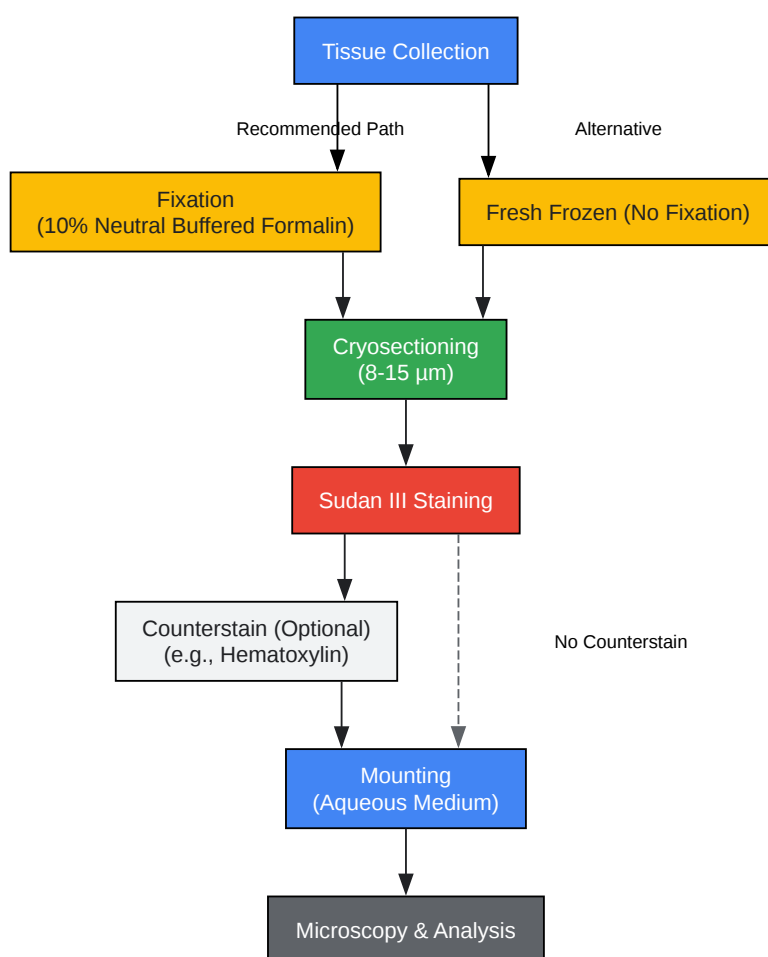 Tissue Collection
Recommended Path
Alternative
Fixation
(10% Neutral Buffered Formalin)
Fresh Frozen (No Fixation)
Cryosectioning
(8-15 µm)
Sudan III Staining
Counterstain (Optional)
(e.g., Hematoxylin)
No Counterstain
Mounting
(Aqueous Medium)
Microscopy & Analysis